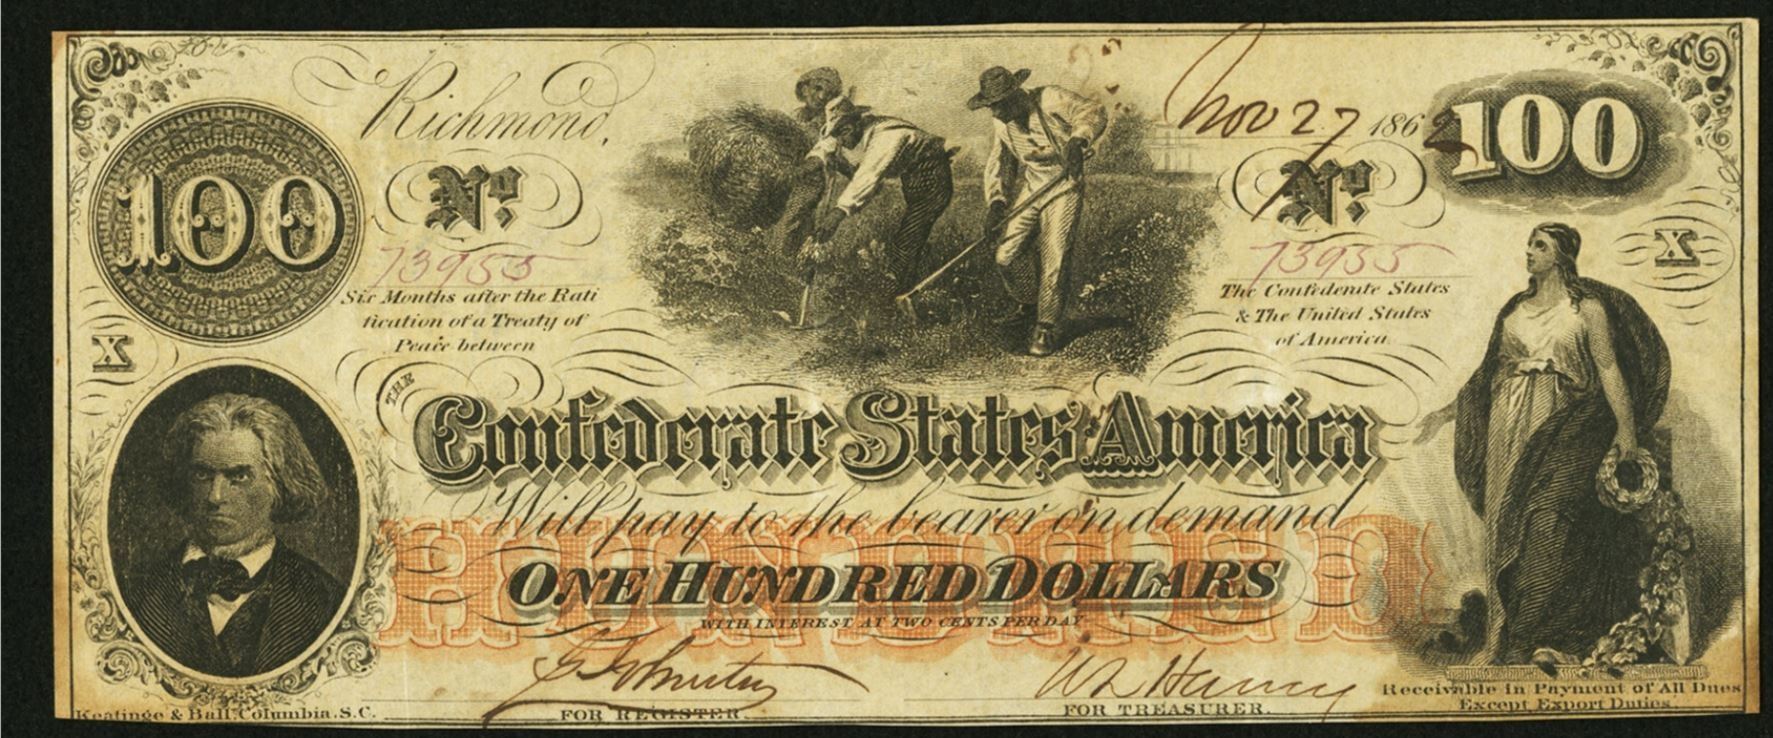 Richmond,
Nov 27 1862
100
100
No.
No.
73955
73955
X
Six Months after the Rati
fication of a Treaty of
Peace between
The Confederate States
& The United States
of America.
X
THE
Confederate States America
Will pay to the bearer on demand
HUNDRED
ONE HUNDRED DOLLARS
WITH INTEREST AT TWO CENTS PER DAY
FOR REGISTER.
FOR TREASURER.
Receivable in Payment of All Dues
Except Export Duties.
Keatinge & Ball, Columbia, S.C.